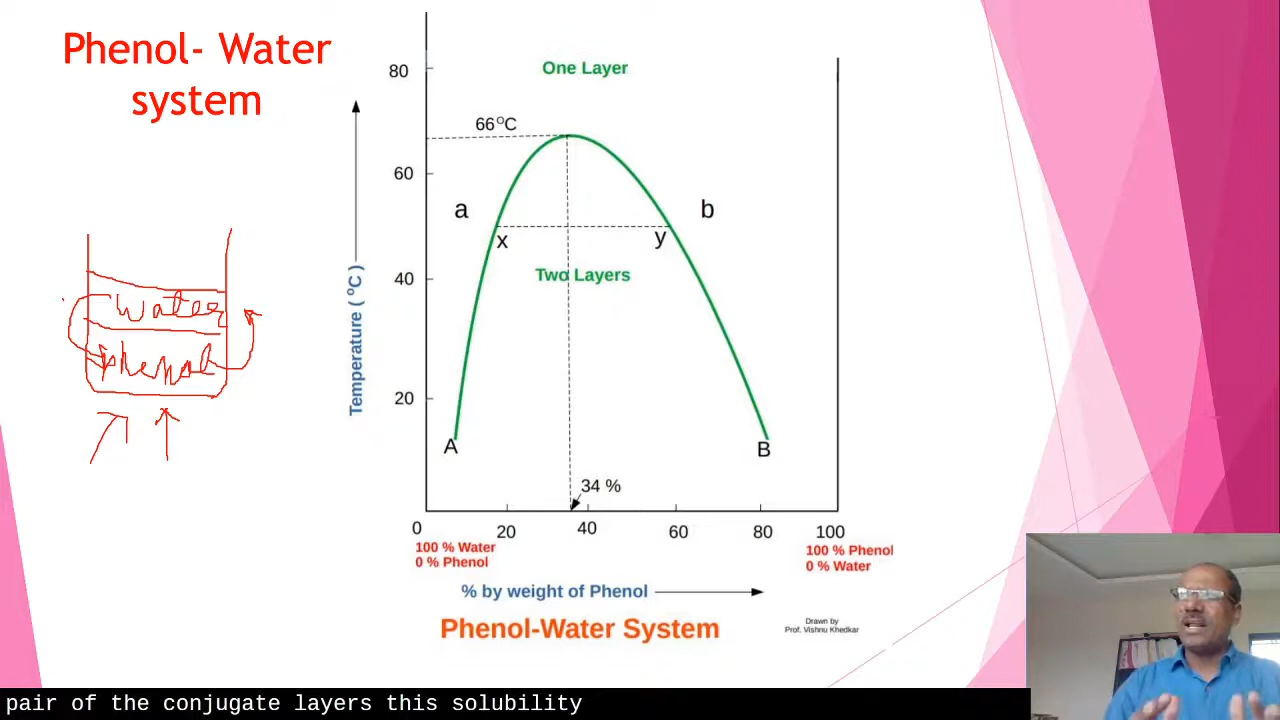 Phenol- Water
system
80
One Layer
66°C
60
a
b
x
y
Two Layers
40
Temperature ( °C )
20
A
B
34 %
0
20
40
60
80
100
100 % Water
0 % Phenol
100 % Phenol
0 % Water
% by weight of Phenol
Phenol-Water System
Drawn by
Prof. Vishnu Khedkar
water
phenol
pair of the conjugate layers this solubility